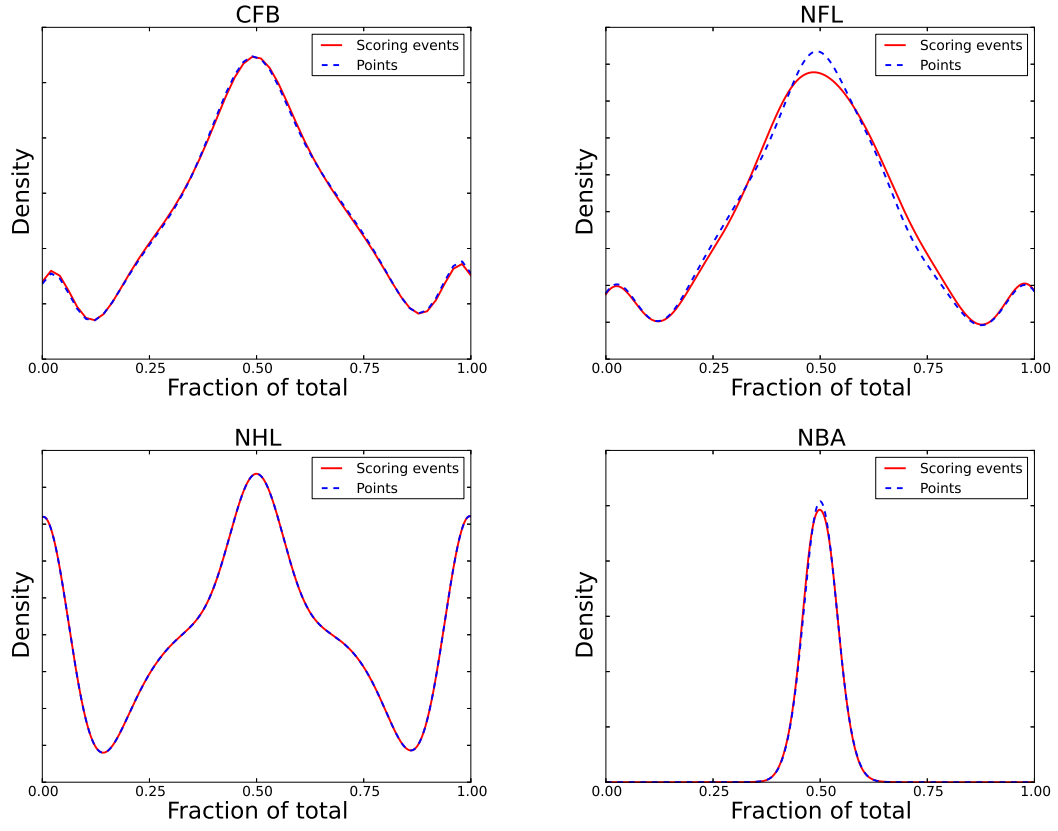 CFB
Scoring events
Points
Density
0.00 0.25 0.50 0.75 1.00
Fraction of total
NFL
Scoring events
Points
Density
0.00 0.25 0.50 0.75 1.00
Fraction of total
NHL
Scoring events
Points
Density
0.00 0.25 0.50 0.75 1.00
Fraction of total
NBA
Scoring events
Points
Density
0.00 0.25 0.50 0.75 1.00
Fraction of total